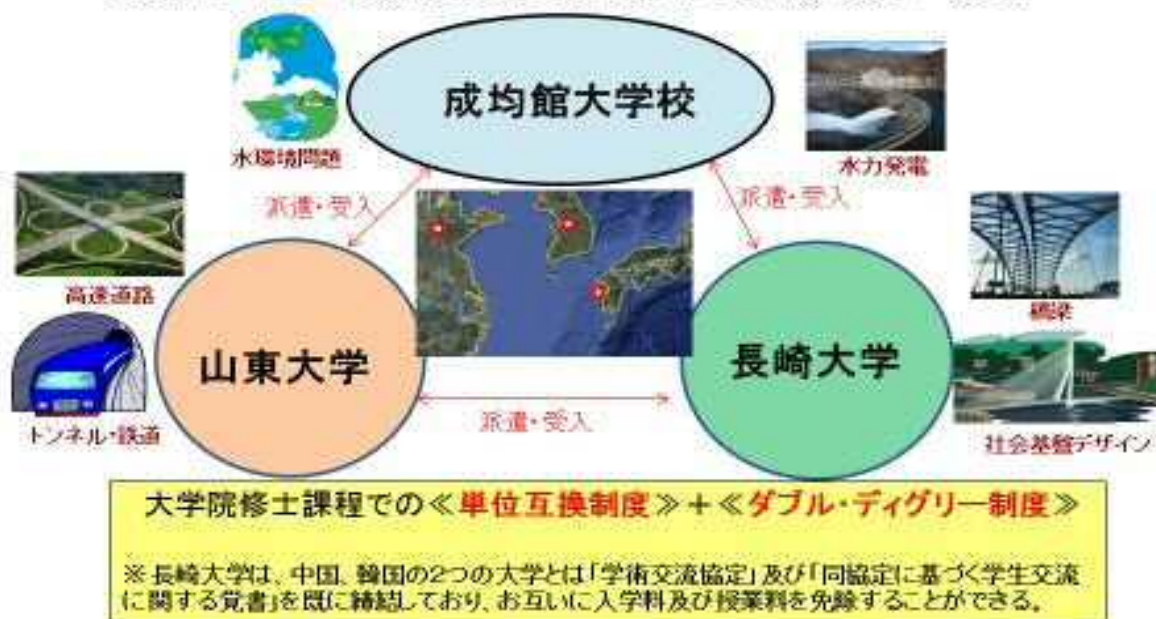 成均館大学校
水環境問題
水力発電
派遣・受入
派遣・受入
高速道路
橋梁
山東大学
長崎大学
トンネル・鉄道
派遣・受入
社会基盤デザイン
大学院修士課程での≪単位互換制度≫+≪ダブル・ディグリー制度≫
※長崎大学は、中国、韓国の2つの大学とは「学術交流協定」及び「同協定に基づく学生交流
に関する覚書」を既に締結しており、お互いに入学料及び授業料を免除することができる。